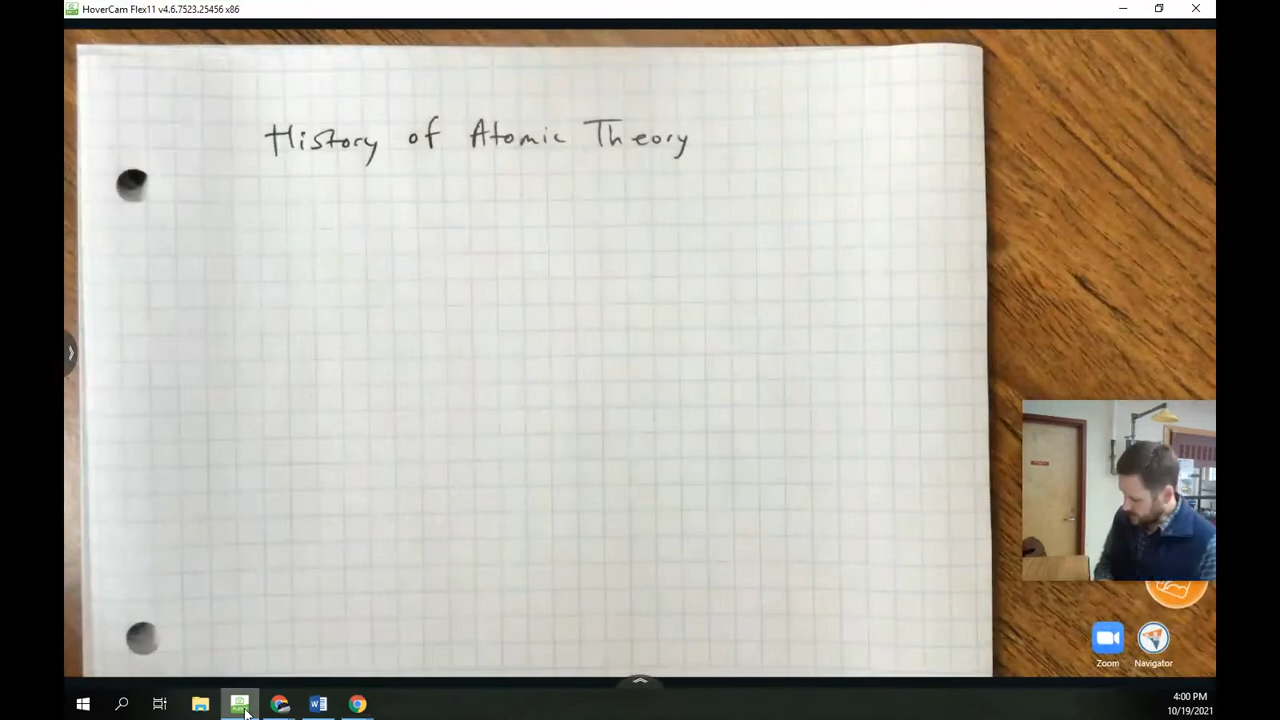 HoverCam Flex11 v4.6.7523.25456 x86
History of Atomic Theory
Zoom
Navigator
4:00 PM
10/19/2021